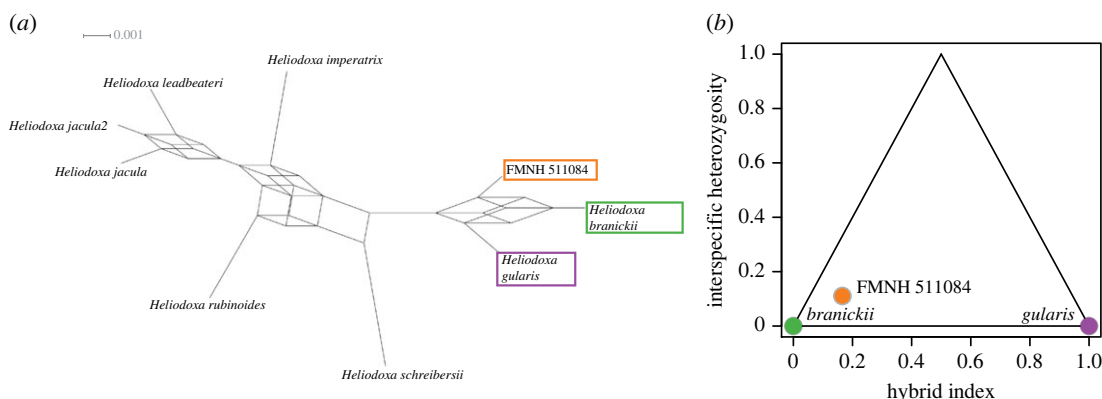 (a)
0.001
Heliodoxa imperatrix
Heliodoxa leadbeateri
Heliodoxa jacula2
Heliodoxa jacula
FMNH 511084
Heliodoxa
branickii
Heliodoxa
gularis
Heliodoxa rubinoides
Heliodoxa schreibersii
(b)
interspecific heterozygosity
1.0
0.8
0.6
0.4
0.2
0
FMNH 511084
branickii
gularis
0 0.2 0.4 0.6 0.8 1.0
hybrid index